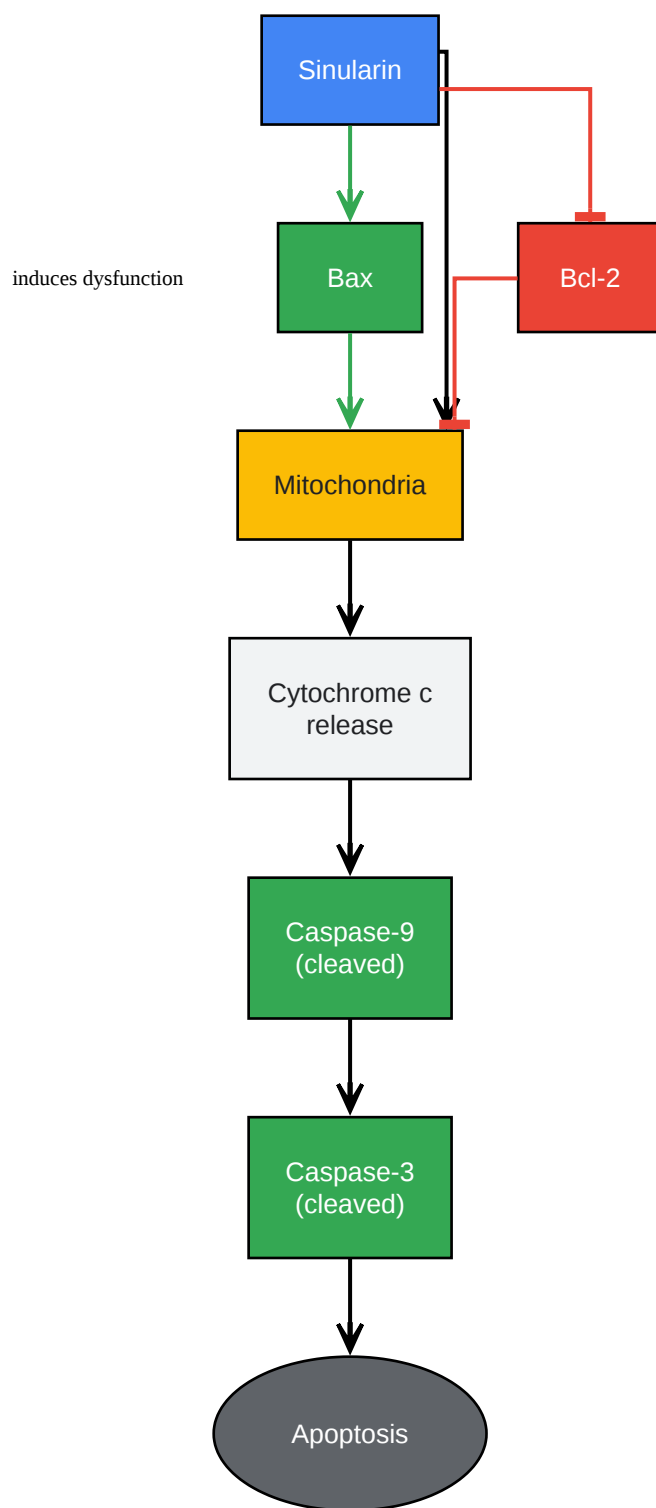 Sinularin
induces dysfunction
Bax
Bcl-2
Mitochondria
Cytochrome c
release
Caspase-9
(cleaved)
Caspase-3
(cleaved)
Apoptosis